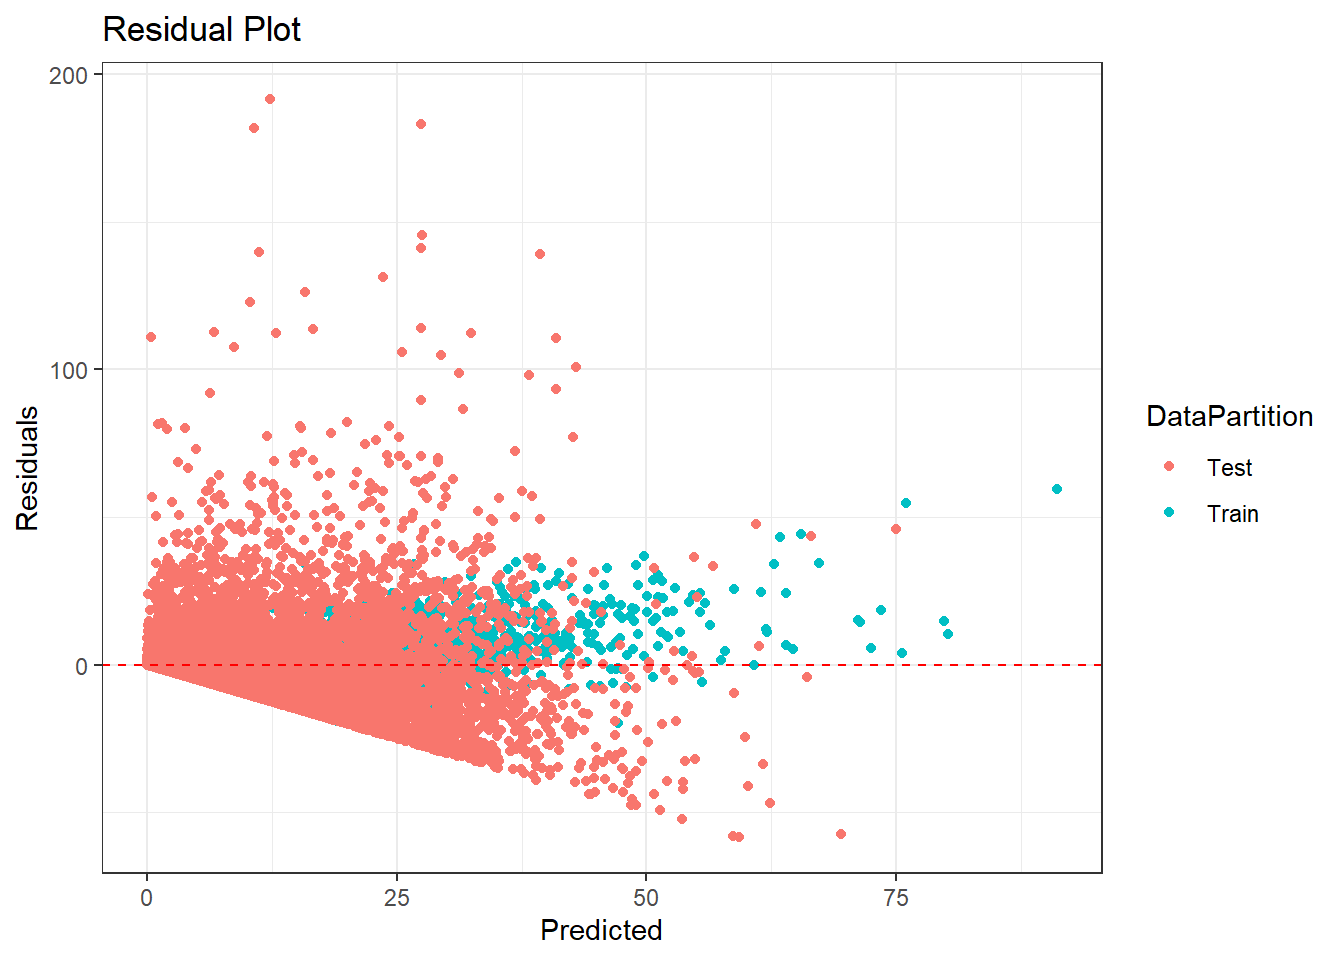 Residual Plot
200
100
0
Residuals
0
25
50
75
Predicted
DataPartition
Test
Train